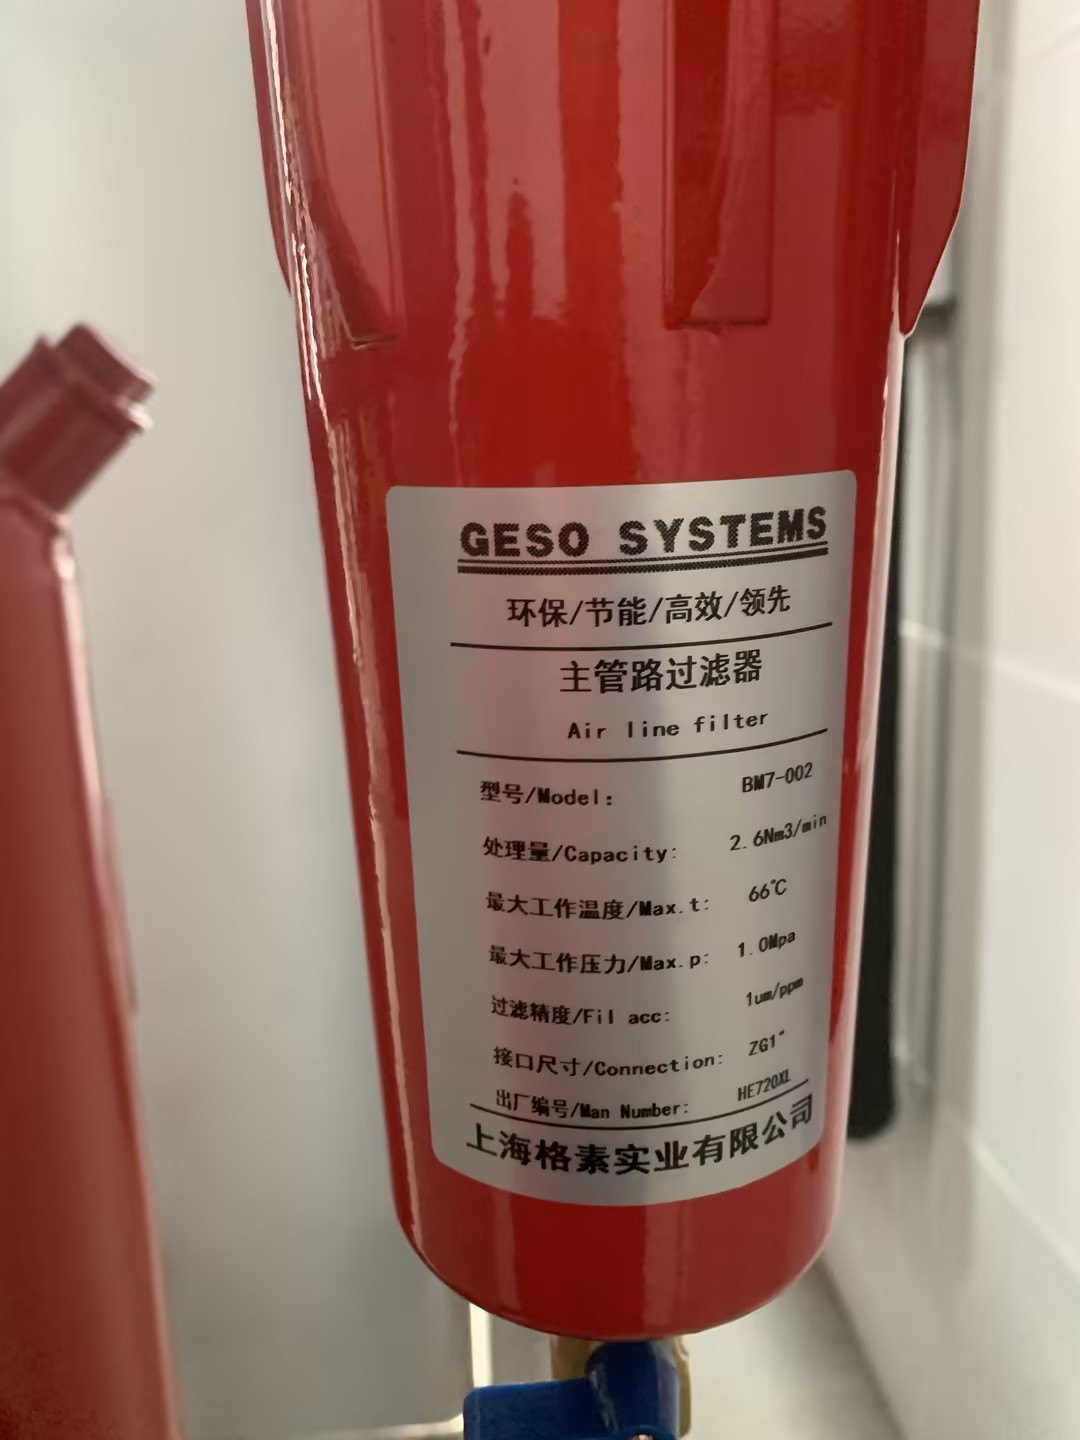 GESO SYSTEMS
环保/节能/高效/领先
主管路过滤器
Air line filter
型号/Model: BM7-002
处理量/Capacity: 2.6Nm3/min
最大工作温度/Max.t: 66℃
最大工作压力/Max.p: 1.0Mpa
过滤精度/Fil acc: 1um/ppm
接口尺寸/Connection: ZG1"
出厂编号/Man Number: HE720XL
上海格素实业有限公司